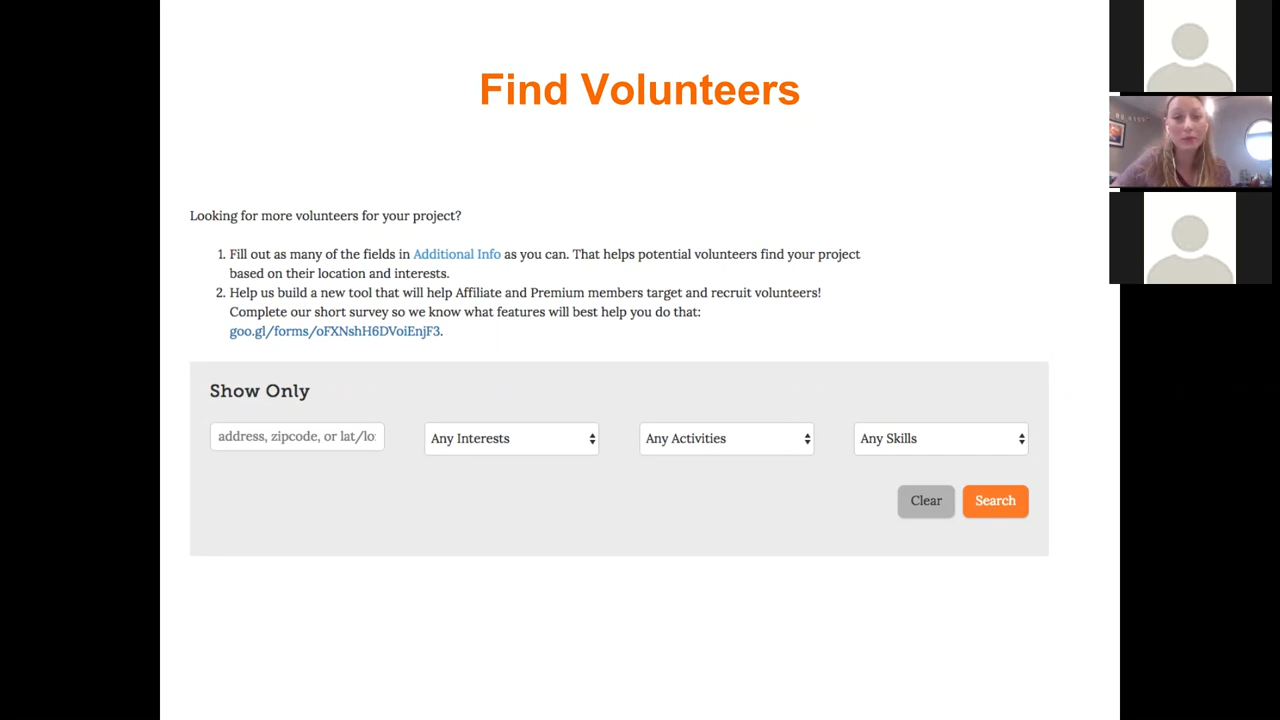 Find Volunteers
Looking for more volunteers for your project?
1. Fill out as many of the fields in Additional Info as you can. That helps potential volunteers find your project
based on their location and interests.
2. Help us build a new tool that will help Affiliate and Premium members target and recruit volunteers!
Complete our short survey so we know what features will best help you do that:
goo.gl/forms/oFXNshH6DVoiEnjF3.
Show Only
address, zipcode, or lat/lo
Any Interests
Any Activities
Any Skills
Clear
Search